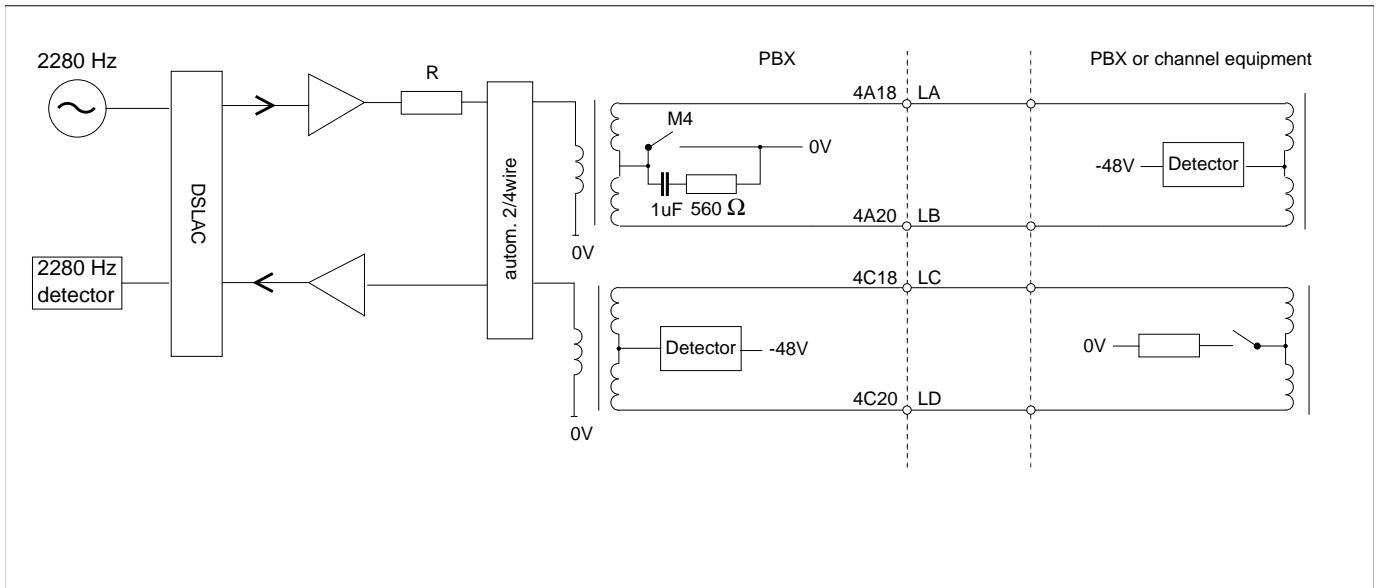 2280 Hz
R
PBX
PBX or channel equipment
4A18 LA
M4
0V
-48V
Detector
1uF 560 Ω
DSLAC
autom. 2/4wire
4A20 LB
0V
2280 Hz
detector
4C18 LC
Detector
-48V
0V
4C20 LD
0V